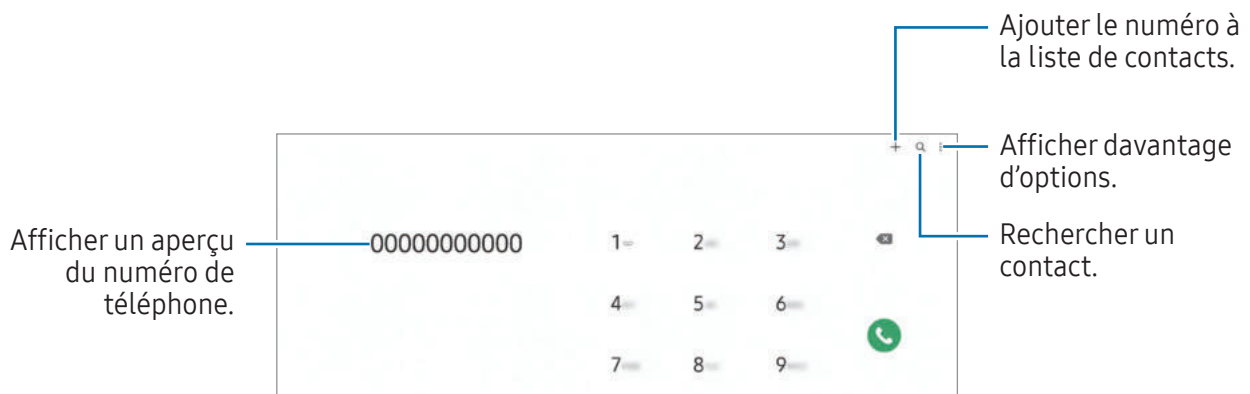 Ajouter le numéro à
la liste de contacts.
Afficher davantage
d'options.
Afficher un aperçu
du numéro de
téléphone.
00000000000
1 2 3
Rechercher un
contact.
4 5 6
7 8 9